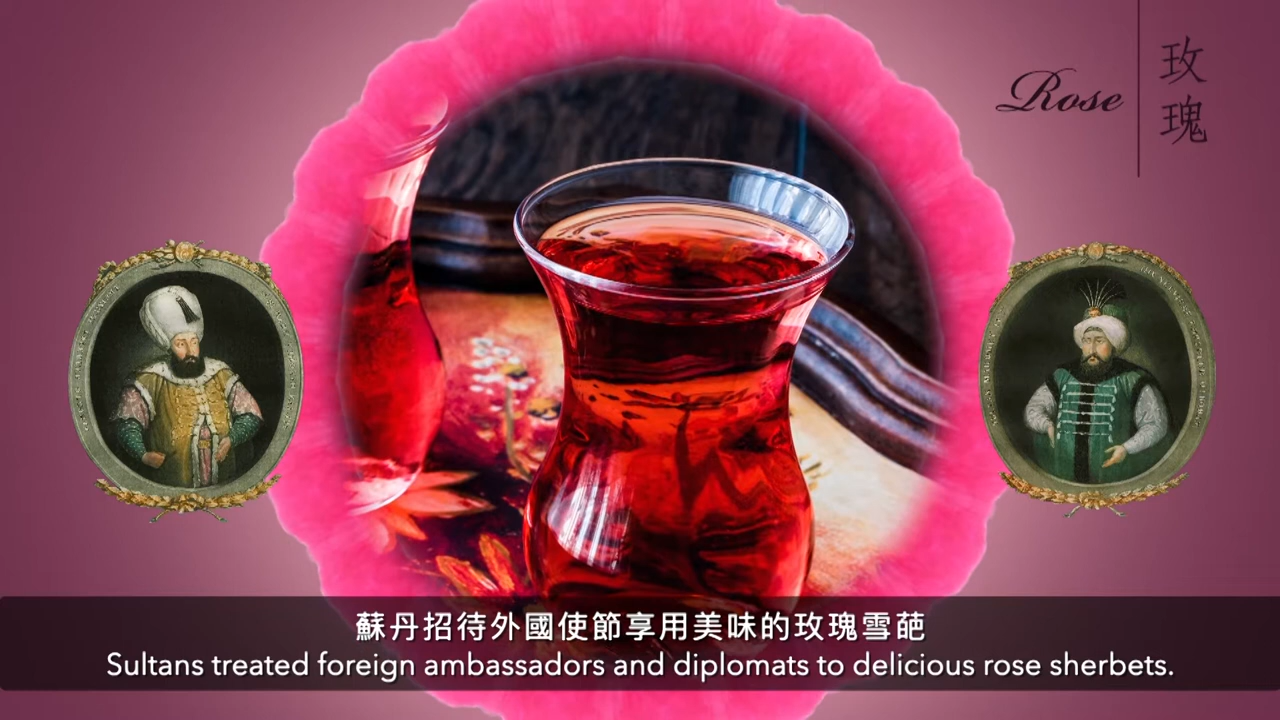 Rose
玫瑰
蘇丹招待外國使節享用美味的玫瑰雪葩
Sultans treated foreign ambassadors and diplomats to delicious rose sherbets.